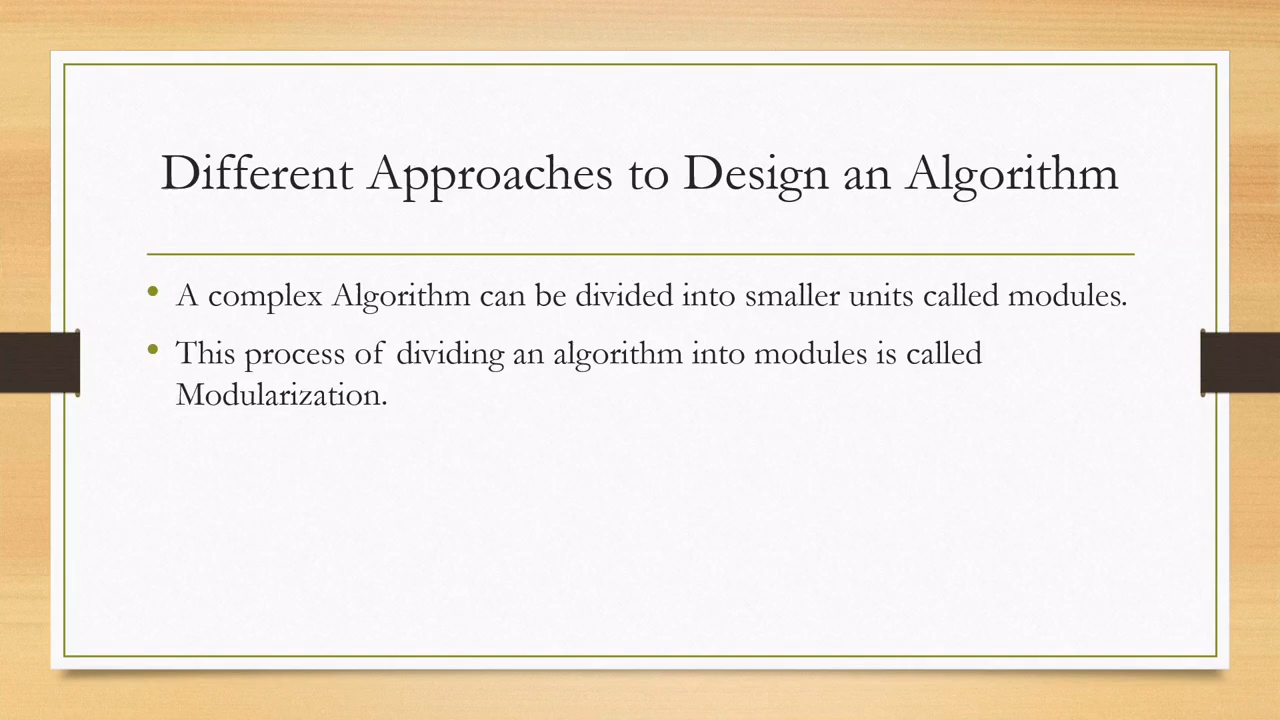 Different Approaches to Design an Algorithm
• A complex Algorithm can be divided into smaller units called modules.
• This process of dividing an algorithm into modules is called
Modularization.